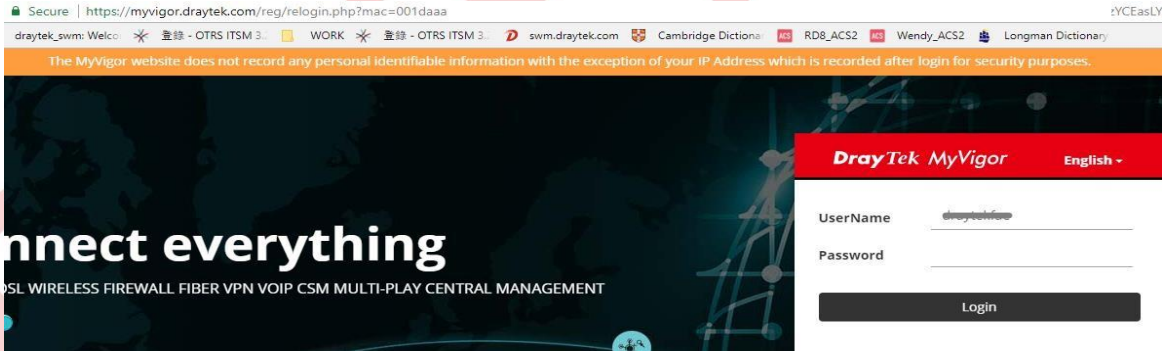 Secure | https://myvigor.draytek.com/reg/relogin.php?mac=001daaa
draytek_swm: Welco 登錄 - OTRS ITSM 3... WORK 登錄 - OTRS ITSM 3... swm.draytek.com Cambridge Dictiona RD8_ACS2 Wendy_ACS2 Longman Dictionary
The MyVigor website does not record any personal identifiable information with the exception of your IP Address which is recorded after login for security purposes.
DrayTek MyVigor English
UserName
Password
Login
nnect everything
DSL WIRELESS FIREWALL FIBER VPN VOIP CSM MULTI-PLAY CENTRAL MANAGEMENT